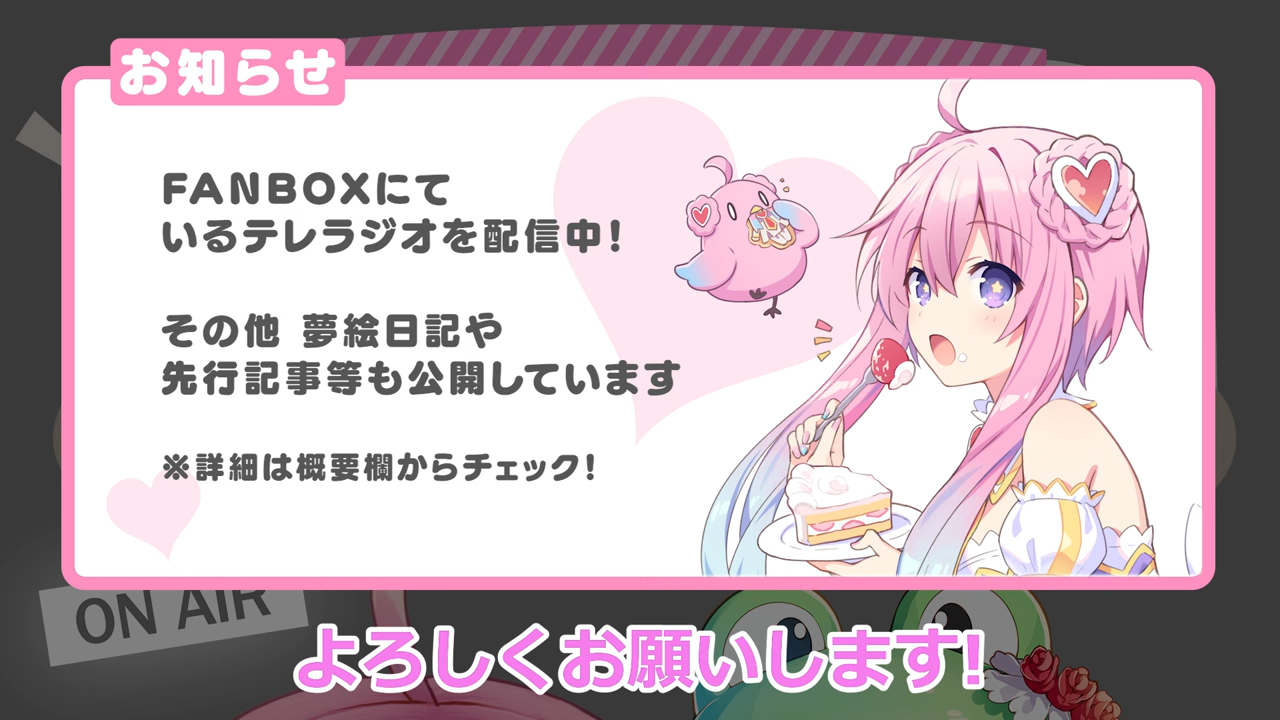 お知らせ
FANBOXにて
いるテレラジオを配信中!
その他 夢絵日記や
先行記事等も公開しています
※詳細は概要欄からチェック!
ON AIR
よろしくお願いします!